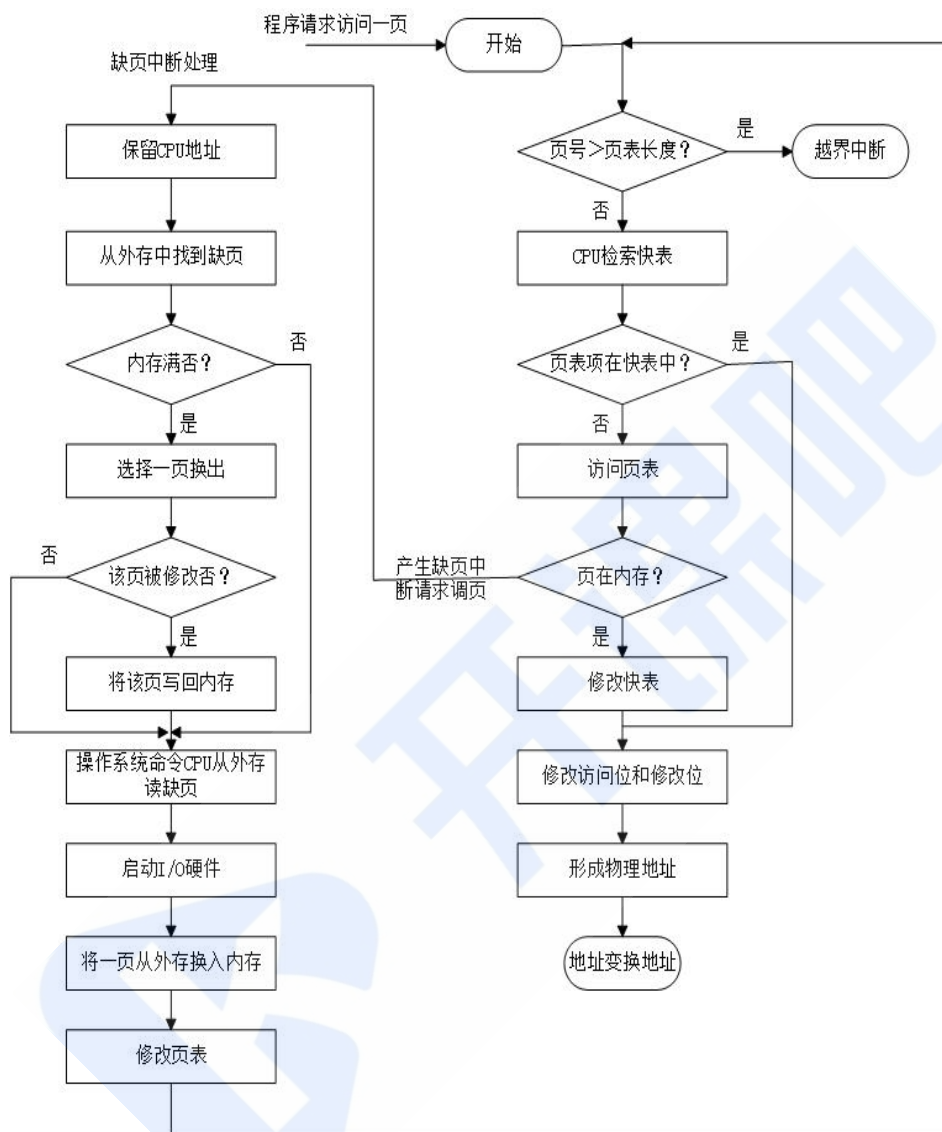 程序请求访问一页
开始
缺页中断处理
保留CPU地址
页号＞页表长度？
是
越界中断
否
从外存中找到缺页
CPU检索快表
内存满否？
否
页表项在快表中？
是
是
否
选择一页换出
访问页表
否
该页被修改否？
产生缺页中
断请求调页
页在内存？
是
是
将该页写回内存
修改快表
操作系统命令CPU从外存
读缺页
修改访问位和修改位
启动I/O硬件
形成物理地址
将一页从外存换入内存
地址变换地址
修改页表
开课吧